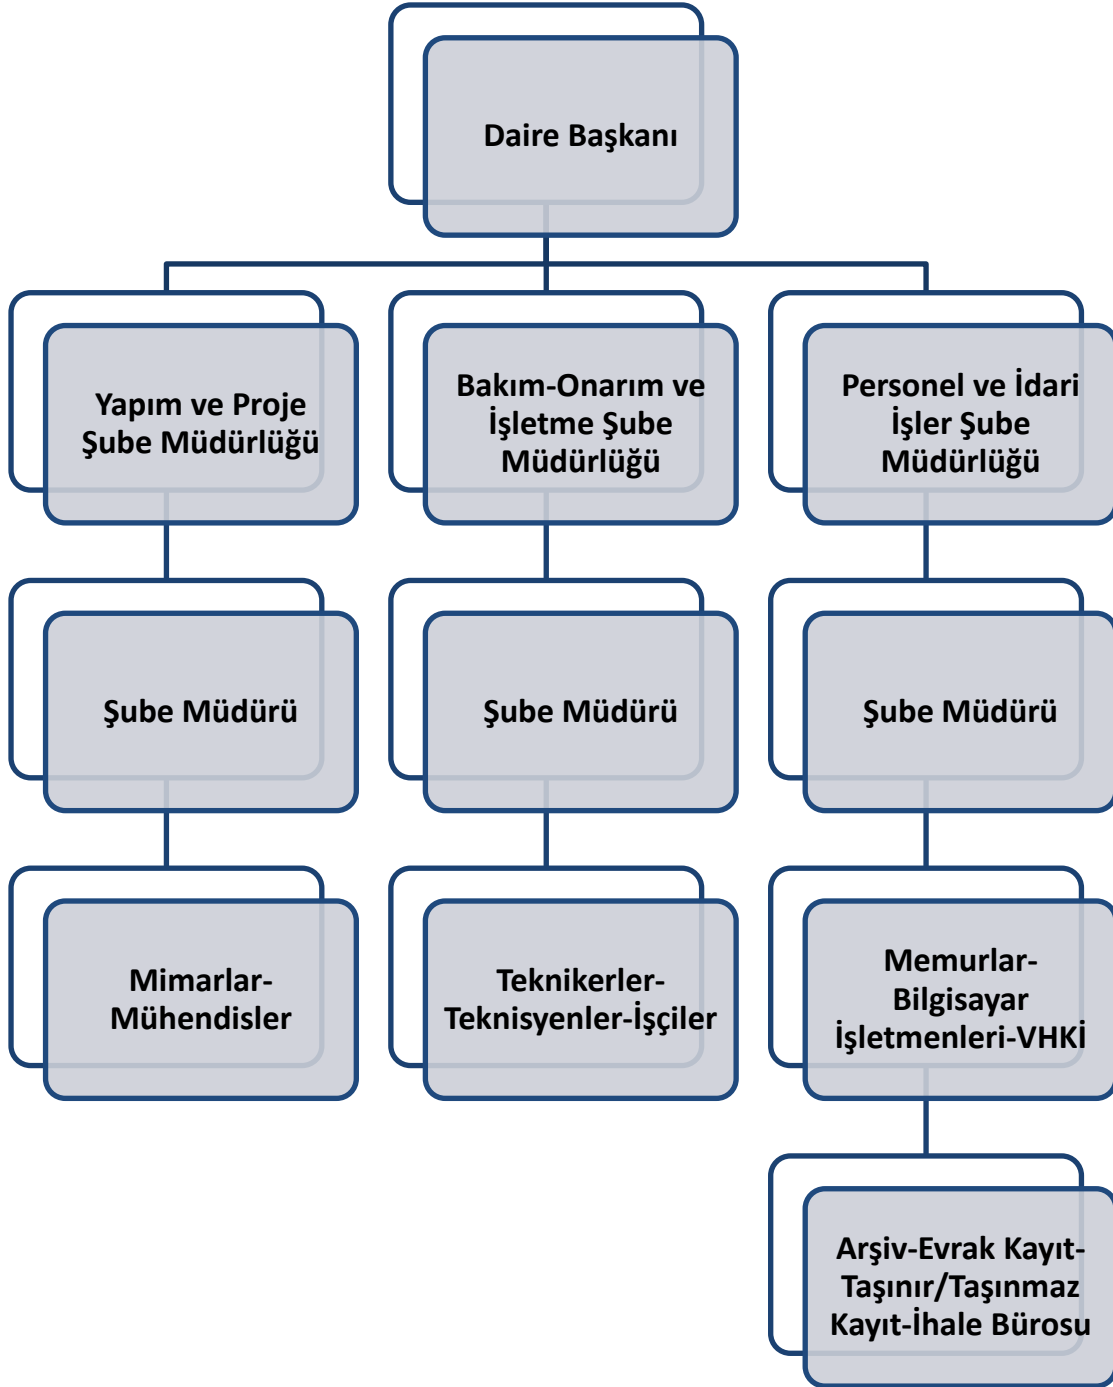 Daire Başkanı
Yapım ve Proje
Şube Müdürlüğü
Bakım-Onarım ve
İşletme Şube
Müdürlüğü
Personel ve İdari
İşler Şube
Müdürlüğü
Şube Müdürü
Şube Müdürü
Şube Müdürü
Mimarlar-
Mühendisler
Teknikerler-
Teknisyenler-İşçiler
Memurlar-
Bilgisayar
İşletmenleri-VHKİ
Arşiv-Evrak Kayıt-
Taşınır/Taşınmaz
Kayıt-İhale Bürosu